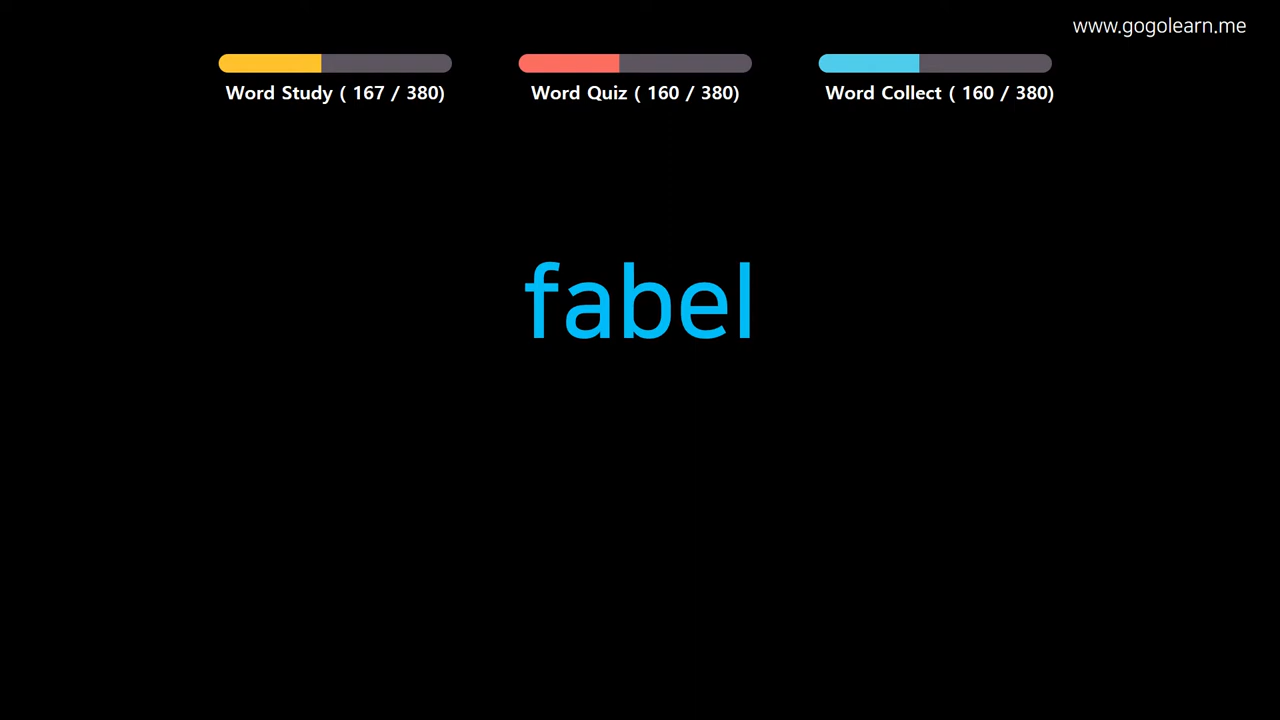 www.gogolearn.me
Word Study ( 167 / 380)
Word Quiz ( 160 / 380)
Word Collect ( 160 / 380)
fabel